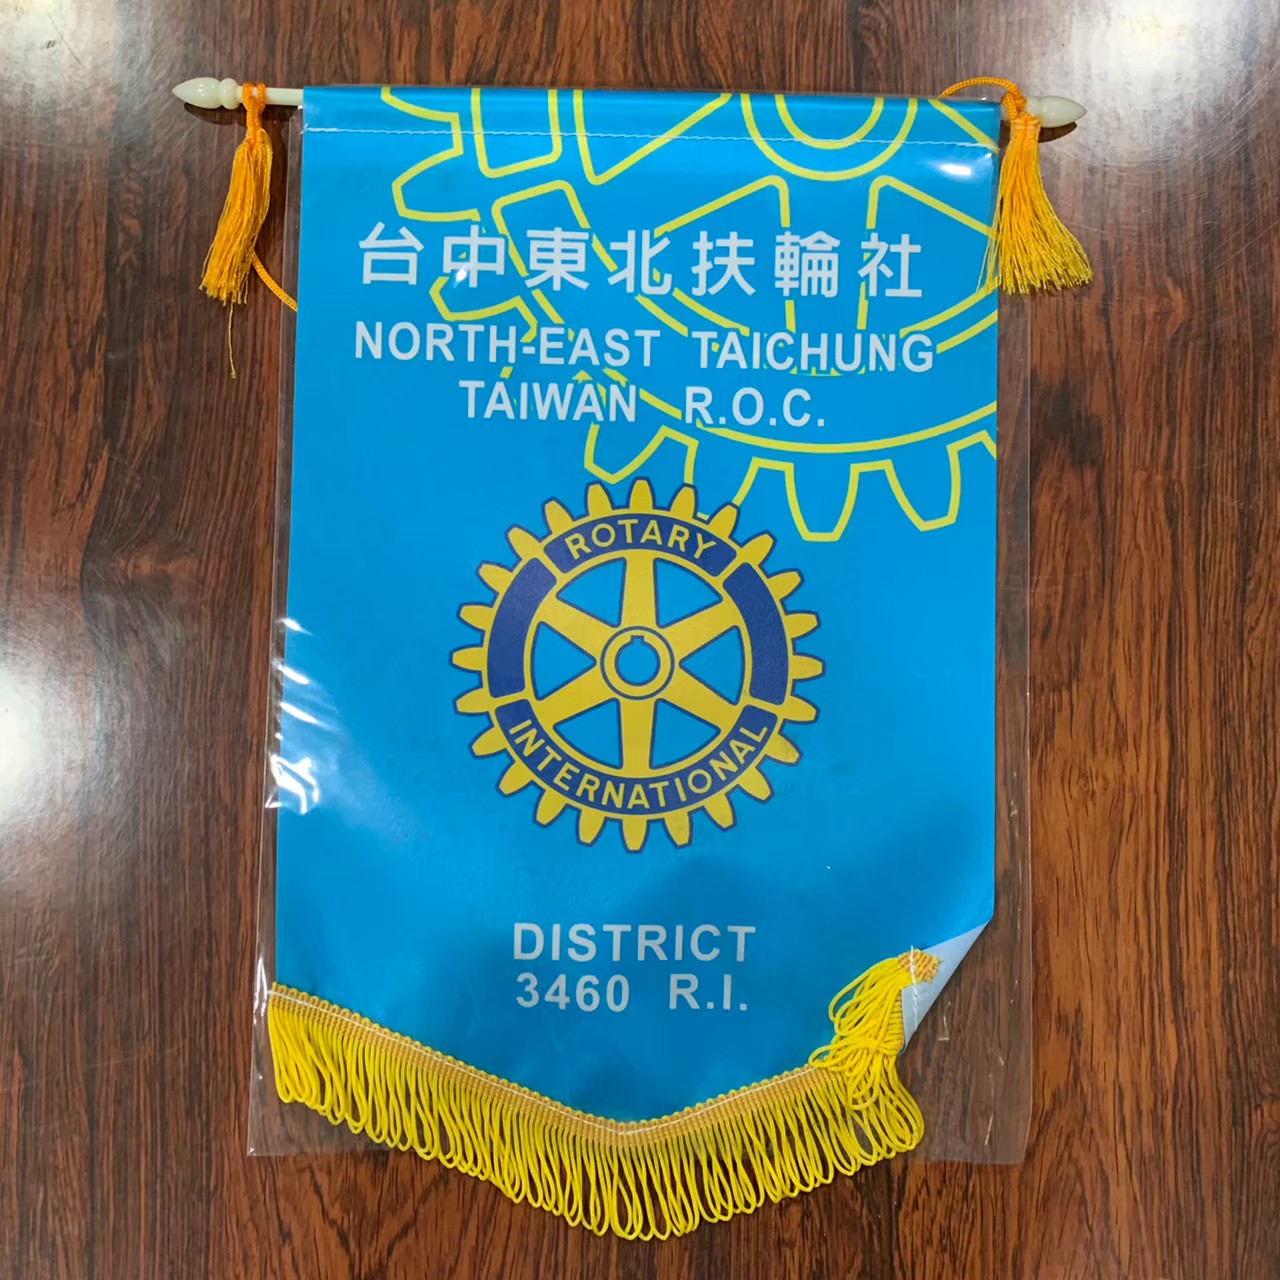 台中東北扶輪社
NORTH-EAST TAICHUNG
TAIWAN R.O.C.
ROTARY
INTERNATIONAL
DISTRICT
3460 R.I.